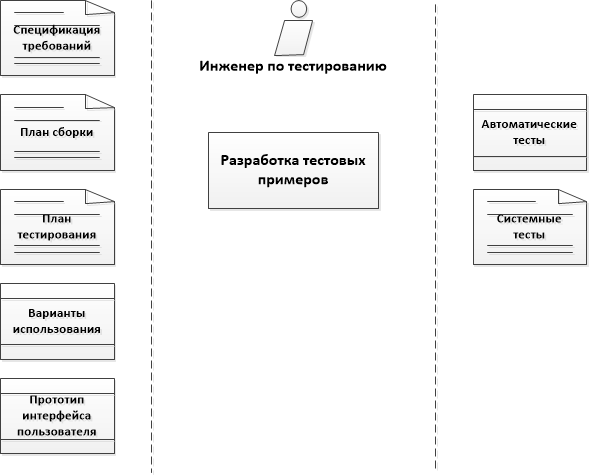 Спецификация
требований
План сборки
План
тестирования
Варианты
использования
Прототип
интерфейса
пользователя
Инженер по тестированию
Разработка тестовых
примеров
Автоматические
тесты
Системные
тесты